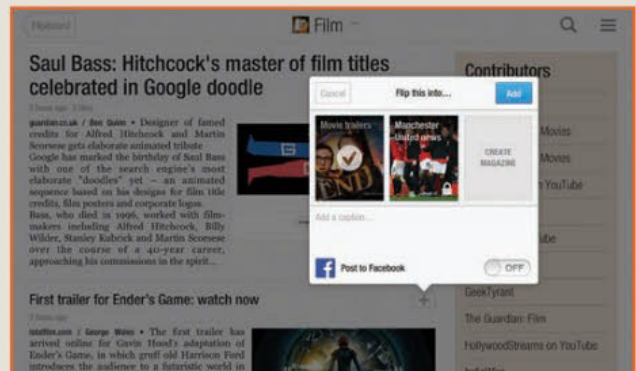 Flipboard
Film
Saul Bass: Hitchcock's master of film titles
celebrated in Google doodle
guardian.co.uk / Ben Quinn • Designer of famed
credits for Alfred Hitchcock and Martin
Scorsese gets elaborate animated tribute
Google has marked the birthday of Saul Bass
with one of the search engine's most
elaborate "doodles" yet – an animated
sequence based on his designs for film title
credits, film posters and corporate logos.
Bass, who died in 1996, worked with film-
makers including Alfred Hitchcock, Billy
Wilder, Stanley Kubrick and Martin Scorsese
over the course of a 40-year career,
approaching his commissions in the spirit...
First trailer for Ender's Game: watch now
totalfilm.com / George Wales • The first trailer has
arrived online for Gavin Hood's adaptation of
Ender's Game, in which gruff old Harrison Ford
introduces the audience to a futuristic world in
Cancel
Flip this into...
Add
Movie trailers
END
Manchester
United news
CREATE
MAGAZINE
Add a caption...
Post to Facebook
OFF
Contributors
Movies
Movies
on YouTube
GeekTyrant
The Guardian: Film
HollywoodStreams on YouTube